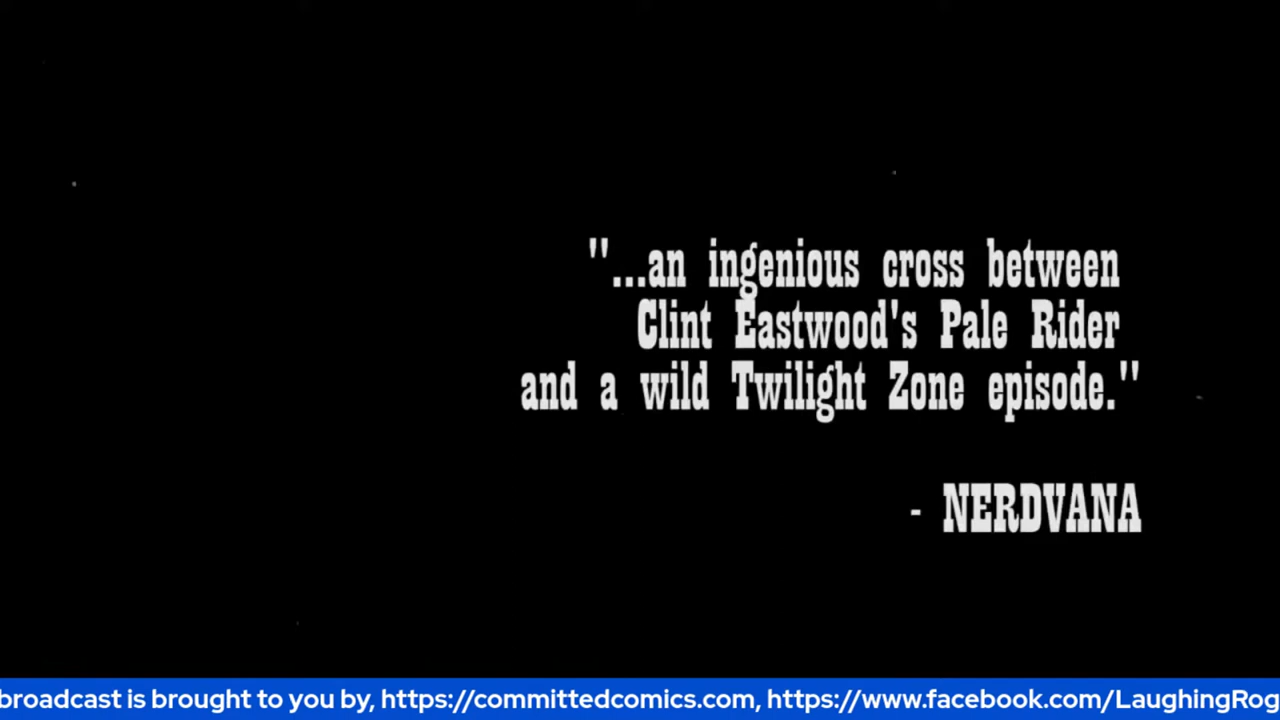 "...an ingenious cross between
Clint Eastwood's Pale Rider
and a wild Twilight Zone episode."
- NERDVANA
broadcast is brought to you by, https://committedcomics.com, https://www.facebook.com/LaughingRog